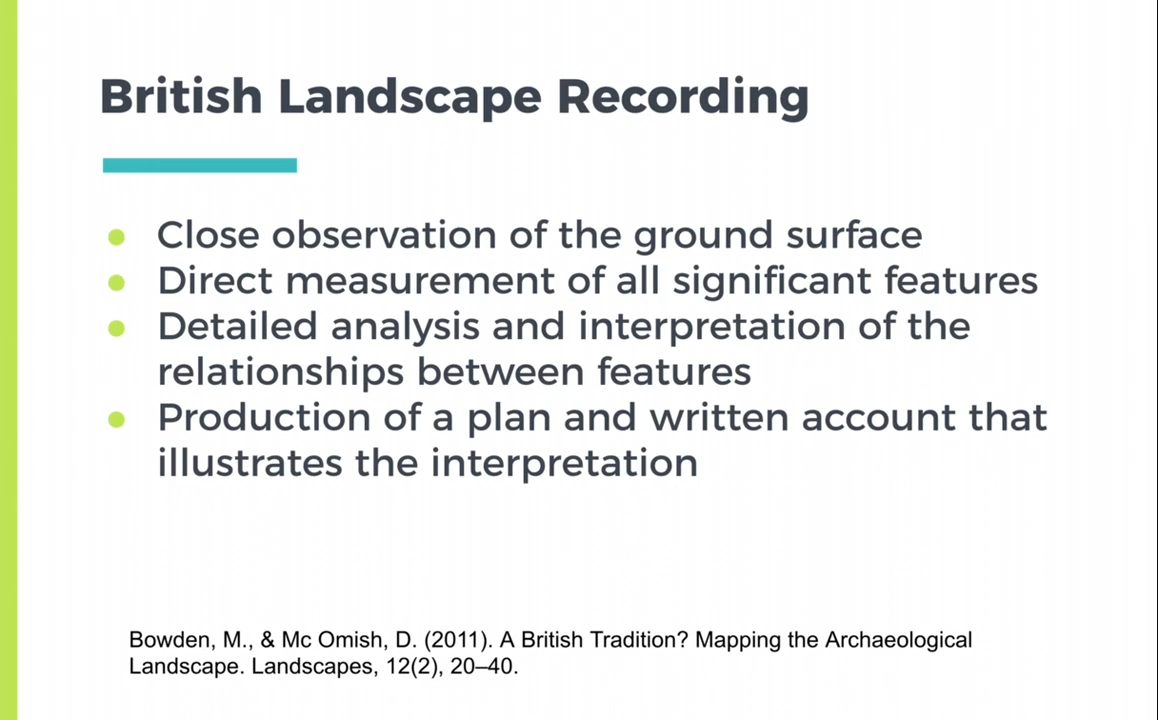 British Landscape Recording
● Close observation of the ground surface
● Direct measurement of all significant features
● Detailed analysis and interpretation of the
relationships between features
● Production of a plan and written account that
illustrates the interpretation
Bowden, M., & Mc Omish, D. (2011). A British Tradition? Mapping the Archaeological
Landscape. Landscapes, 12(2), 20–40.